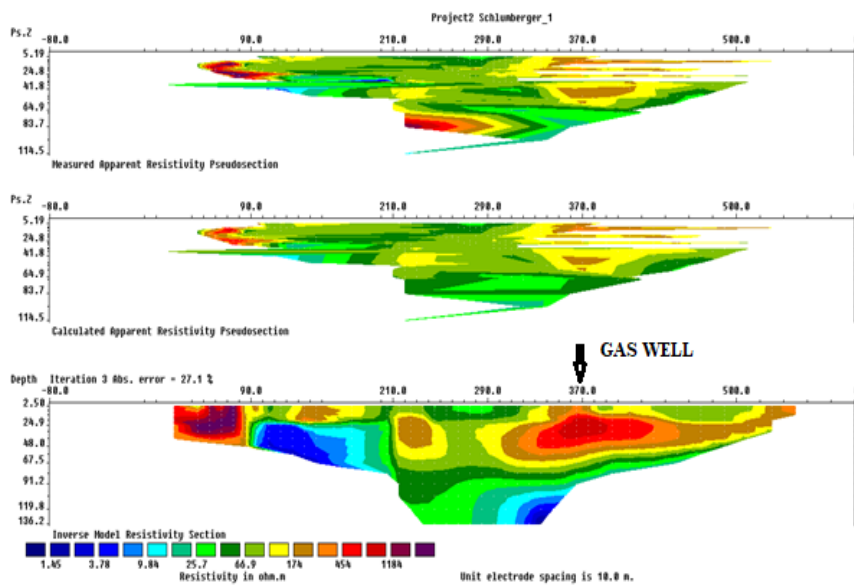 Project2 Schlumberger_1
Ps.Z -80.0 90.0 210.0 290.0 370.0 500.0
5.19
24.8
41.8
64.9
83.7
114.5
Measured Apparent Resistivity Pseudosection
Ps.Z -80.0 90.0 210.0 290.0 370.0 500.0
5.19
24.8
41.8
64.9
83.7
114.5
Calculated Apparent Resistivity Pseudosection
GAS WELL
Depth Iteration 3 Abs. error = 27.1 %
-80.0 90.0 210.0 290.0 370.0 500.0
2.50
24.9
48.0
67.5
91.2
119.8
136.2
Inverse Model Resistivity Section
1.45 3.78 9.84 25.7 66.9 174 454 1184
Resistivity in ohm.m
Unit electrode spacing is 10.0 m.